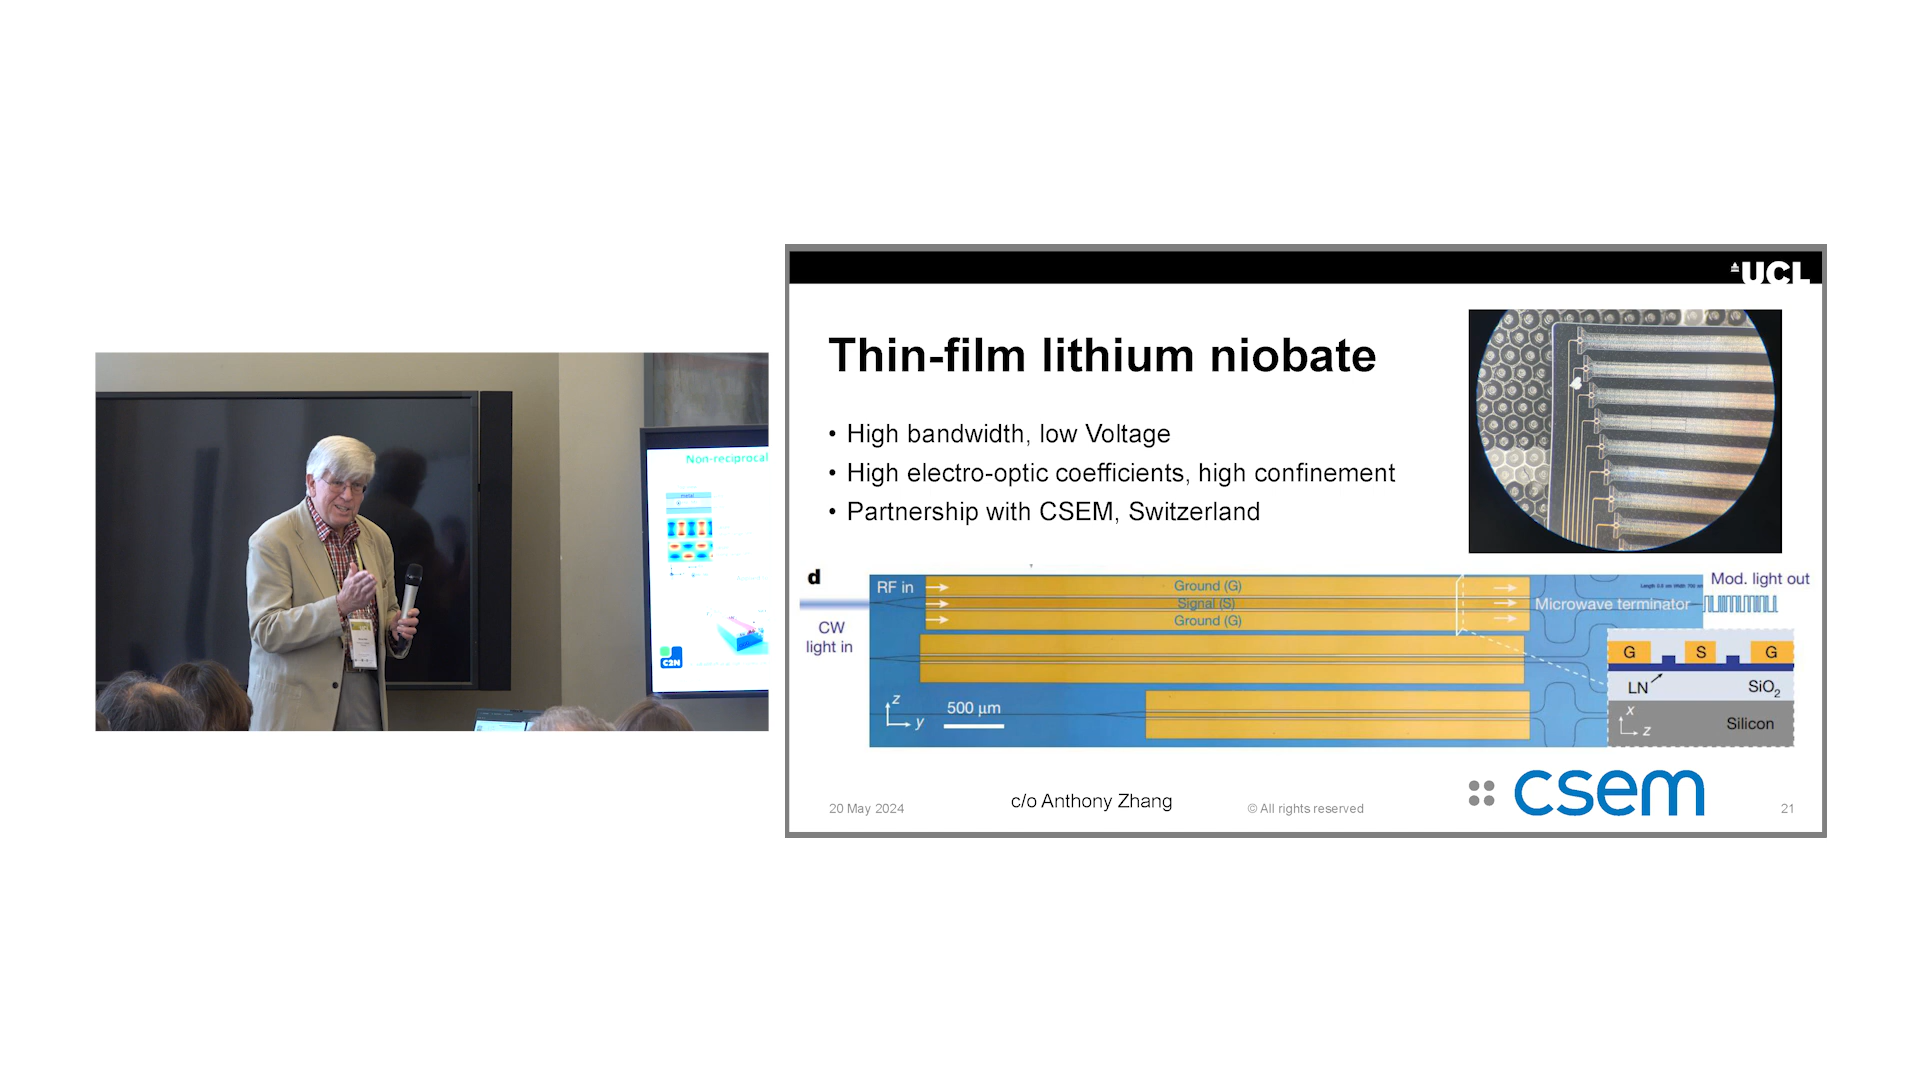 Non-reciprocal
metal
C2N
UCL
Thin-film lithium niobate
• High bandwidth, low Voltage
• High electro-optic coefficients, high confinement
• Partnership with CSEM, Switzerland
d
RF in
Ground (G)
Signal (S)
Ground (G)
Microwave terminator
Mod. light out
CW
light in
z
y
500 µm
G
S
G
LN
SiO2
x
z
Silicon
csem
20 May 2024
c/o Anthony Zhang
© All rights reserved
21